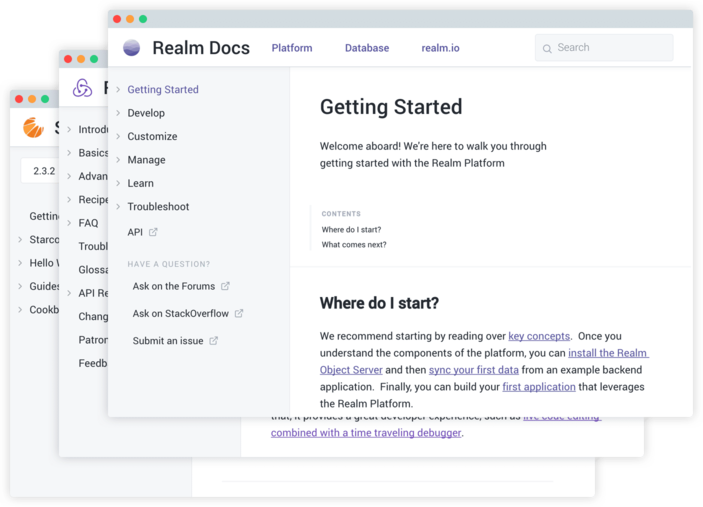 Realm Docs
Platform
Database
realm.io
Search
Getting Started
Develop
Customize
Manage
Learn
Troubleshoot
API
HAVE A QUESTION?
Ask on the Forums
Ask on StackOverflow
Submit an issue
Getting Started
Welcome aboard! We're here to walk you through
getting started with the Realm Platform
CONTENTS
Where do I start?
What comes next?
Where do I start?
We recommend starting by reading over key concepts. Once you
understand the components of the platform, you can install the Realm
Object Server and then sync your first data from an example backend
application. Finally, you can build your first application that leverages
the Realm Platform.
Basics
FAQ
API Re
that, it provides a great developer experience, such as live code editing
combined with a time traveling debugger.
2.3.2
Gettin
Starco
Hello
Guides
Cookb
Introdu
Advan
Recipe
Troubl
Glossa
Chang
Patron
Feedb